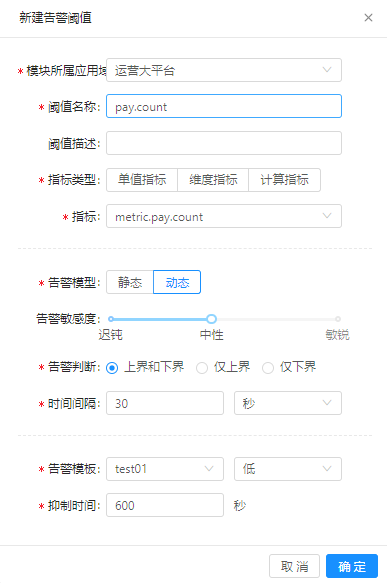 新建告警阈值
* 模块所属应用域 运营大平台
* 阈值名称: pay.count
阈值描述:
* 指标类型: 单值指标 维度指标 计算指标
* 指标: metric.pay.count
* 告警模型: 静态 动态
告警敏感度:
迟钝 中性 敏锐
* 告警判断: 上界和下界 仅上界 仅下界
* 时间间隔: 30 秒
* 告警模板: test01 低
* 抑制时间: 600 秒
取 消 确 定